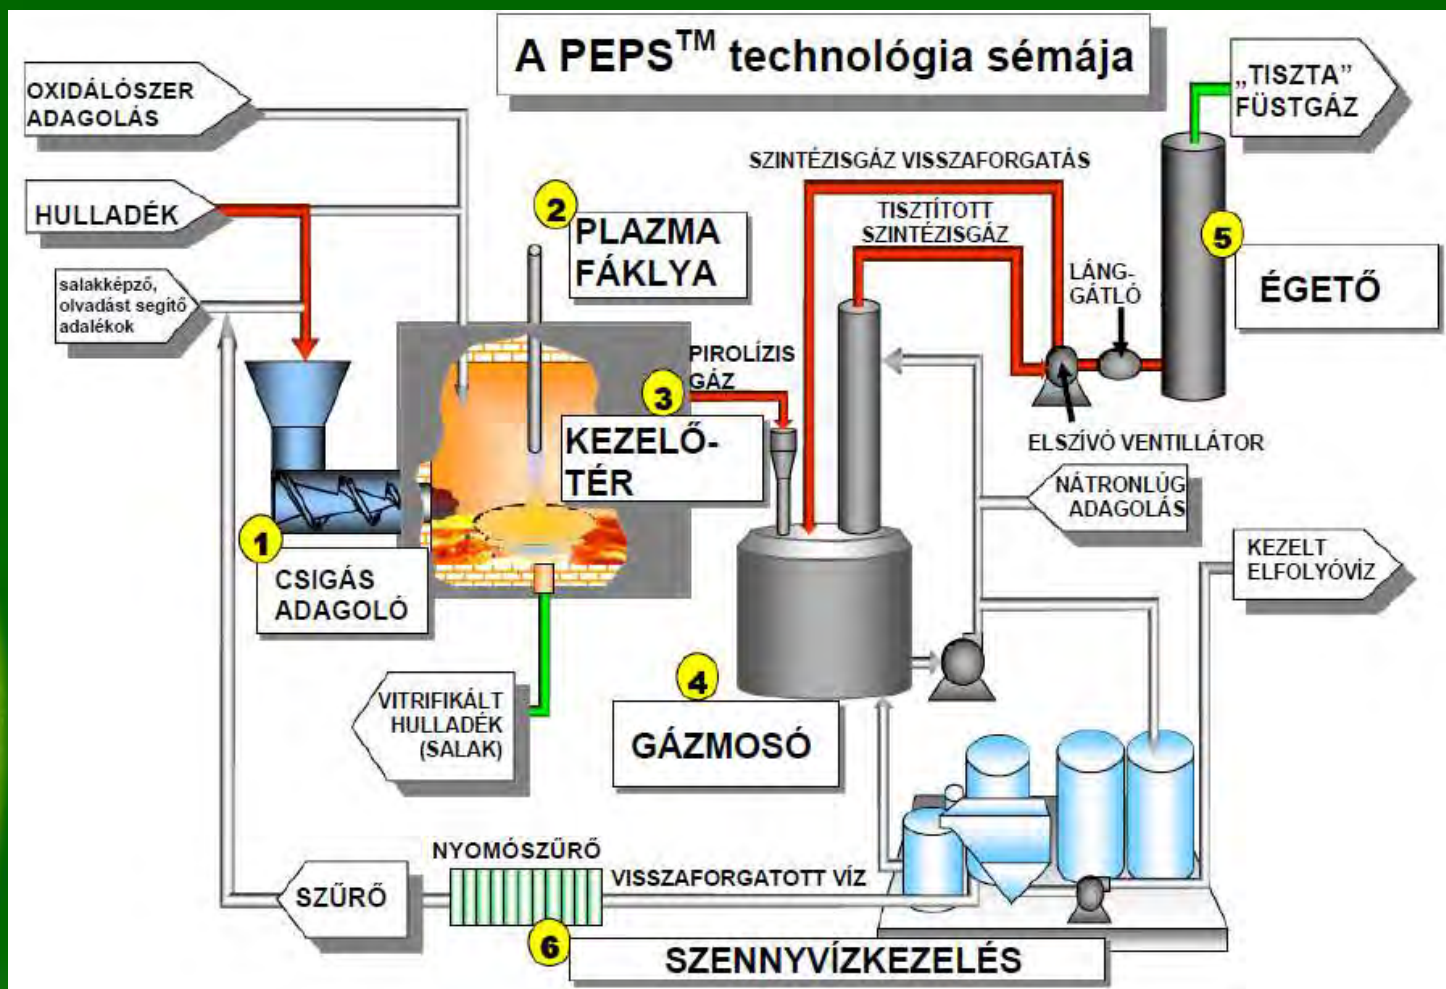 A PEPS™ technológia sémája
OXIDÁLÓSZER
ADAGOLÁS
„TISZTA”
FÜSTGÁZ
HULLADÉK
salakképző,
olvadást segítő
adalékok
2
PLAZMA
FÁKLYA
SZINTÉZISGÁZ VISSZAFORGATÁS
TISZTÍTOTT
SZINTÉZISGÁZ
LÁNG-
GÁTLÓ
5
ÉGETŐ
PIROLÍZIS
GÁZ
3
KEZELŐ-
TÉR
ELSZÍVÓ VENTILLÁTOR
NÁTRONLÚG
ADAGOLÁS
KEZELT
ELFOLYÓVÍZ
1
CSIGÁS
ADAGOLÓ
VITRIFIKÁLT
HULLADÉK
(SALAK)
4
GÁZMOSÓ
NYOMÓSZŰRŐ
VISSZAFORGATOTT VÍZ
SZŰRŐ
6
SZENNYVÍZKEZELÉS